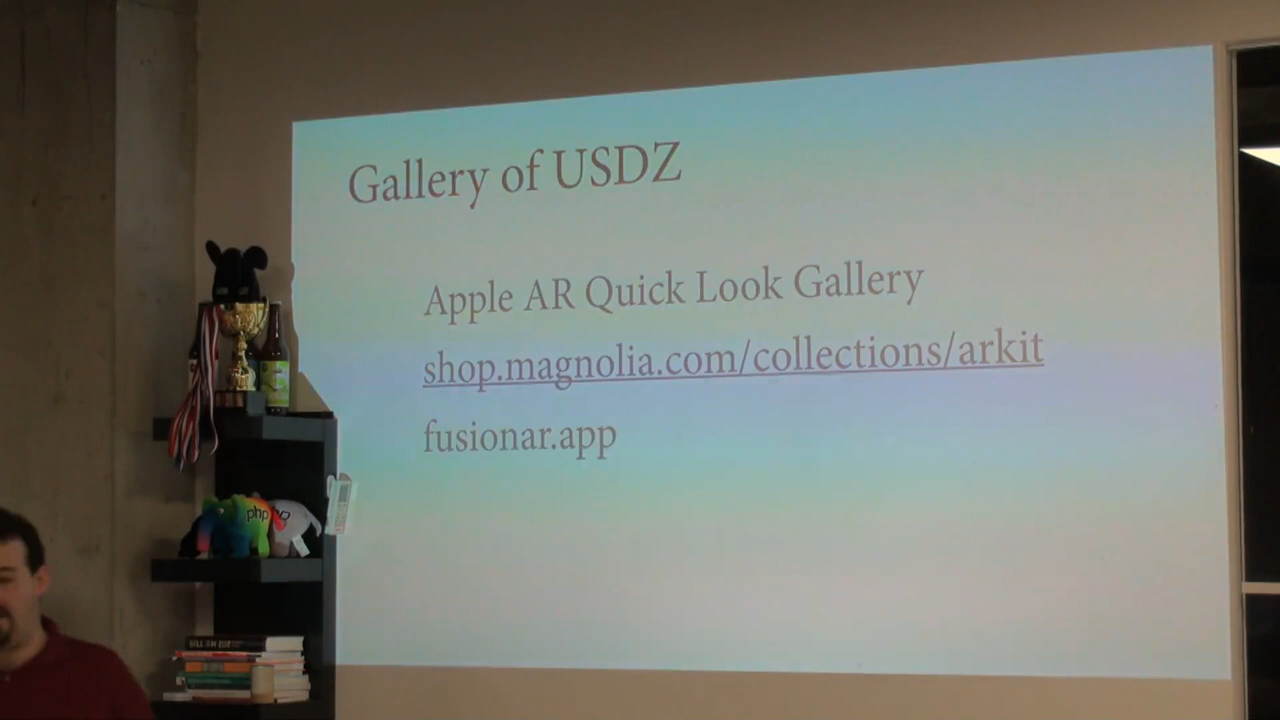 Gallery of USDZ
Apple AR Quick Look Gallery
shop.magnolia.com/collections/arkit
fusionar.app
php